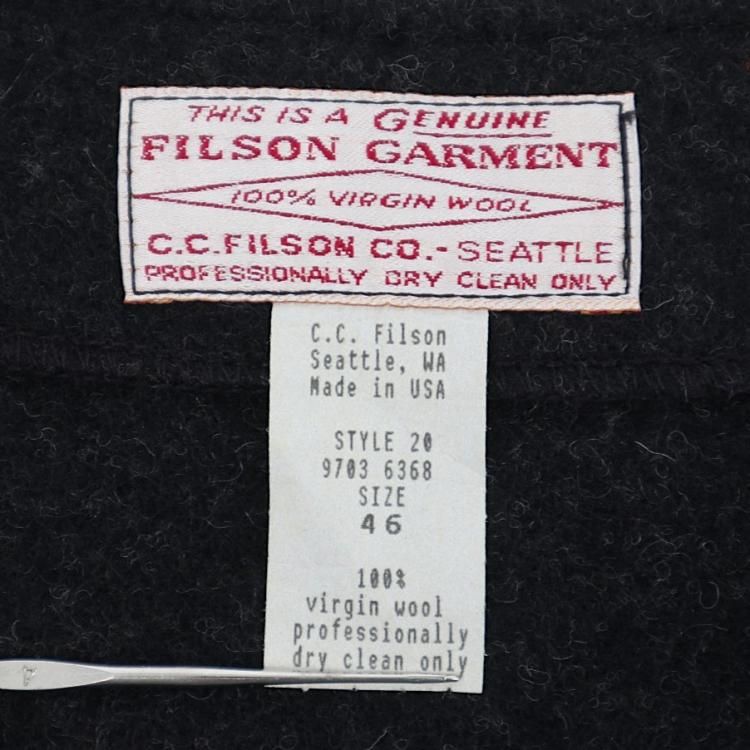 THIS IS A GENUINE
FILSON GARMENT
100% VIRGIN WOOL
C.C.FILSON CO.-SEATTLE
PROFESSIONALLY DRY CLEAN ONLY
C.C. Filson
Seattle, WA
Made in USA
STYLE 20
9703 6368
SIZE
46
100%
virgin wool
professionally
dry clean only
4